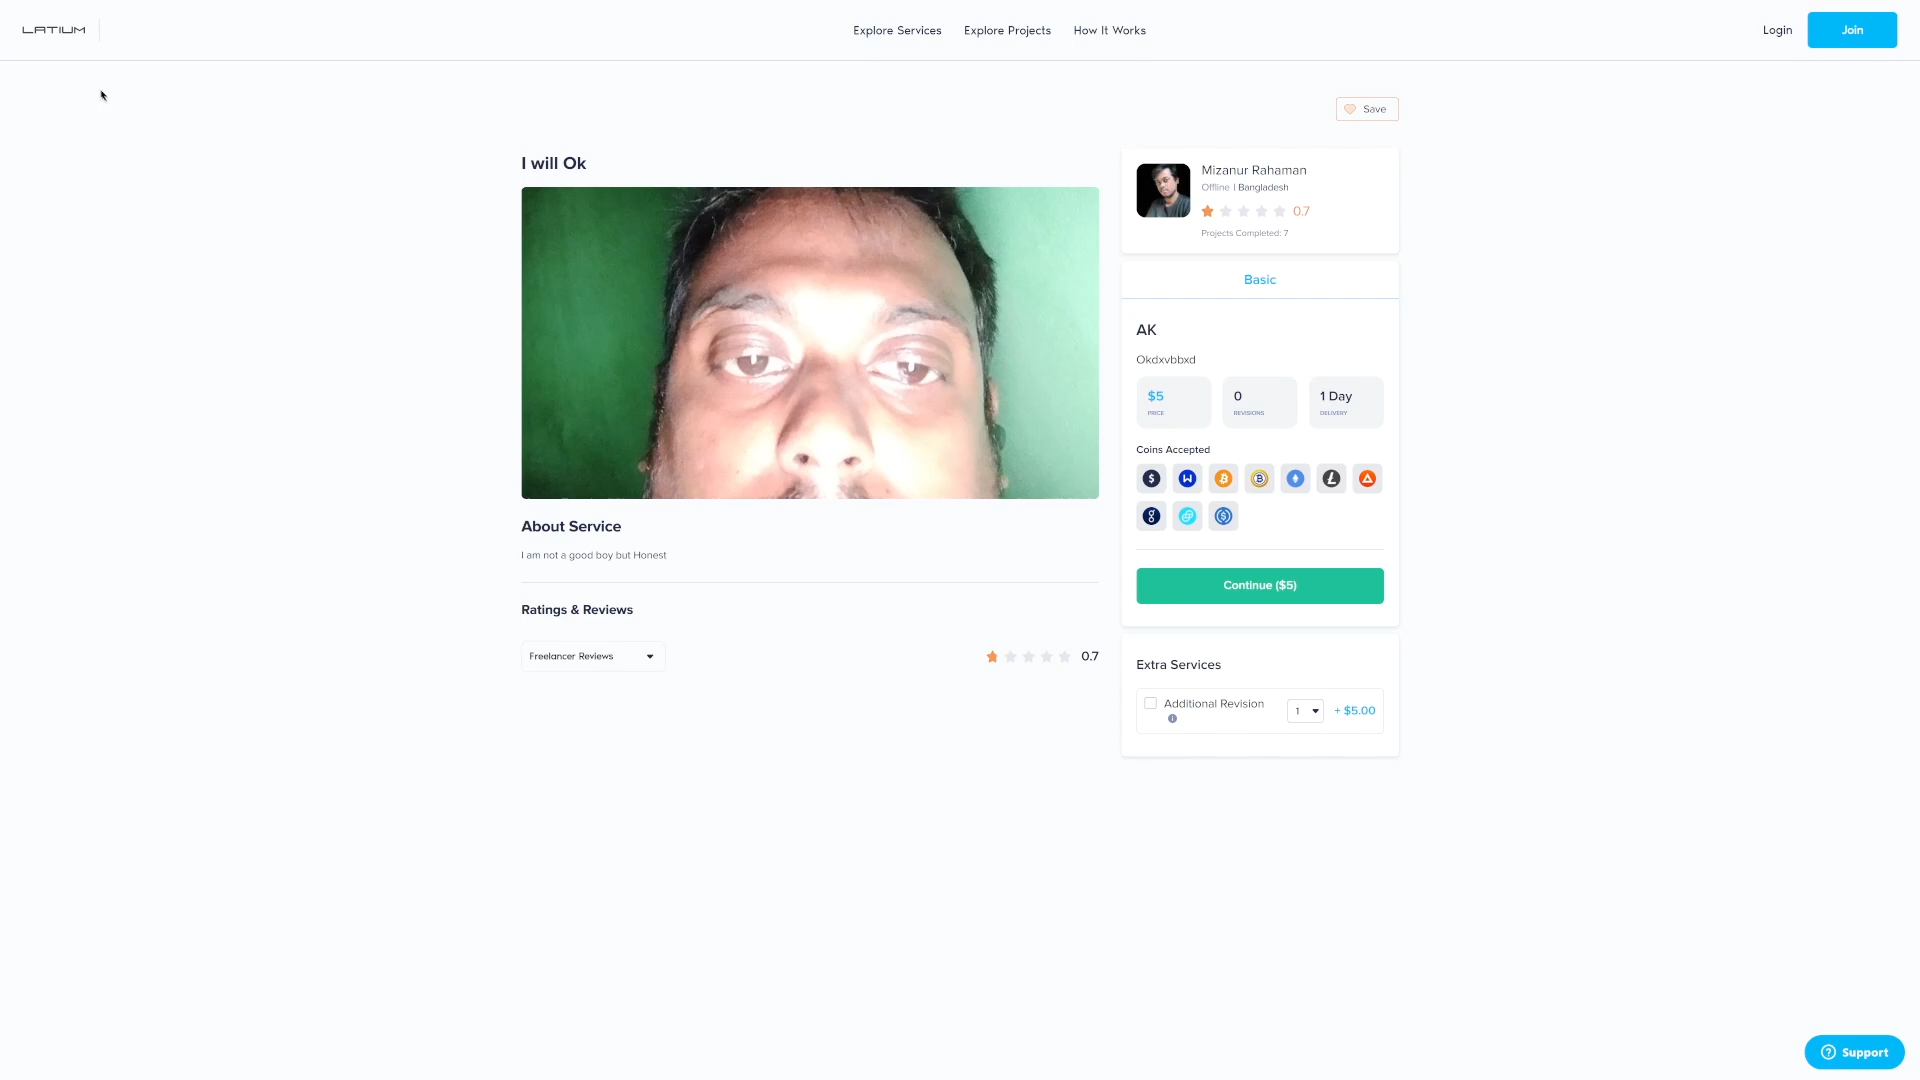 LATIUM
Explore Services
Explore Projects
How It Works
Login
Join
Save
I will Ok
Mizanur Rahaman
Offline | Bangladesh
0.7
Projects Completed: 7
Basic
AK
Okdxvbbxd
$5
PRICE
0
REVISIONS
1 Day
DELIVERY
Coins Accepted
Continue ($5)
About Service
I am not a good boy but Honest
Ratings & Reviews
Freelancer Reviews
0.7
Extra Services
Additional Revision
1
+ $5.00
Support